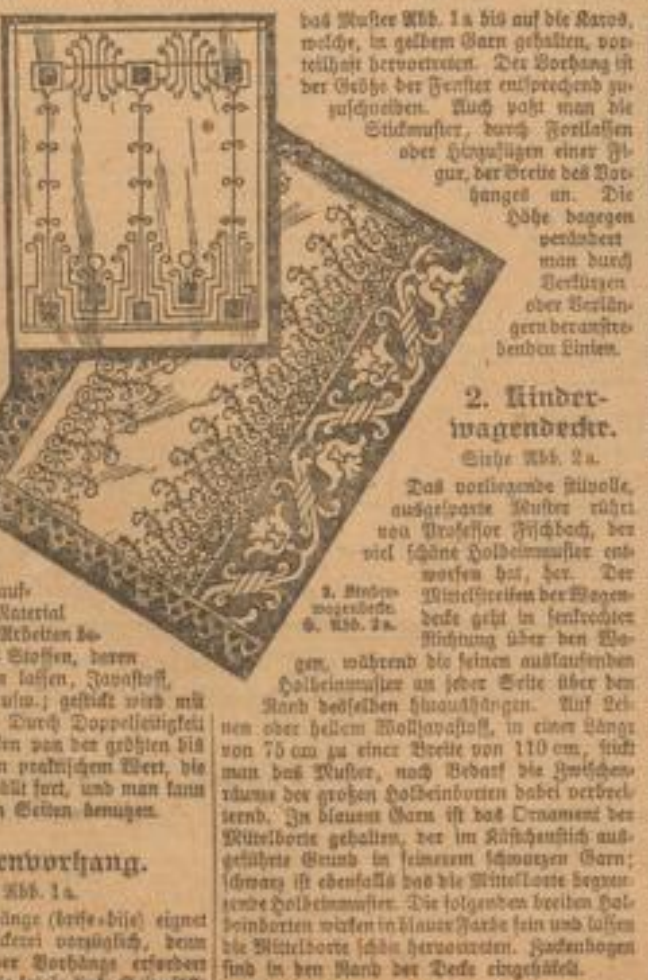 auf-
Material
Arbeiten be-
Stoffen, deren
lassen, Javastoff,
usw.; gestickt wird mit
Durch Doppelseitigkeit
von der größten bis
praktischem Wert, die
fort, und man kann
Seiten benutzen.
envorhang.
Abb. 1a.
(brise-bise) eignet
vorzüglich, denn
Vorhänge erfordert
das Muster Abb. 1a bis auf die Karos,
welche, in gelbem Garn gehalten, vor-
teilhaft hervortreten. Der Vorhang ist
der Größe der Fenster entsprechend zu-
zuschneiden. Auch paßt man die
Stickmuster, durch Fortlassen
oder Hinzufügen einer Fi-
gur, der Breite des Vor-
hanges an. Die
Höhe dagegen
verändert
man durch
Verkürzen
oder Verlän-
gern der anstre-
benden Linien.
2. Kinder-
wagendecke.
Siehe Abb. 2a.
Das vorliegende stilvolle,
ausgesparte Muster rührt
von Professor Fischbach, der
viel schöne Holbeinmuster ent-
worfen hat, her. Der
Mittelstreifen der Wagen-
decke geht in senkrechter
Richtung über den Wa-
gen, während die feinen auslaufenden
Holbeinmuster an jeder Seite über den
Rand desselben hinaushängen. Auf Lei-
nen oder hellem Wolljavastoff, in einer Länge
von 75 cm zu einer Breite von 110 cm, stickt
man das Muster, nach Bedarf die Zwischen-
räume der großen Holbeinborten dabei verbrei-
ternd. In blauem Garn ist das Ornament der
Mittelborte gehalten, der im Kästchenstich aus-
geführte Grund in feinerem schwarzen Garn;
schwarz ist ebenfalls das die Mittelborte begren-
zende Holbeinmuster. Die folgenden breiten Hol-
beinborten wirken in blauer Farbe fein und lassen
die Mittelborte schön hervortreten. Zackenbogen
sind in den Rand der Decke eingehäkelt.
2. Kinder-
wagendecke.
S. Abb. 2a.